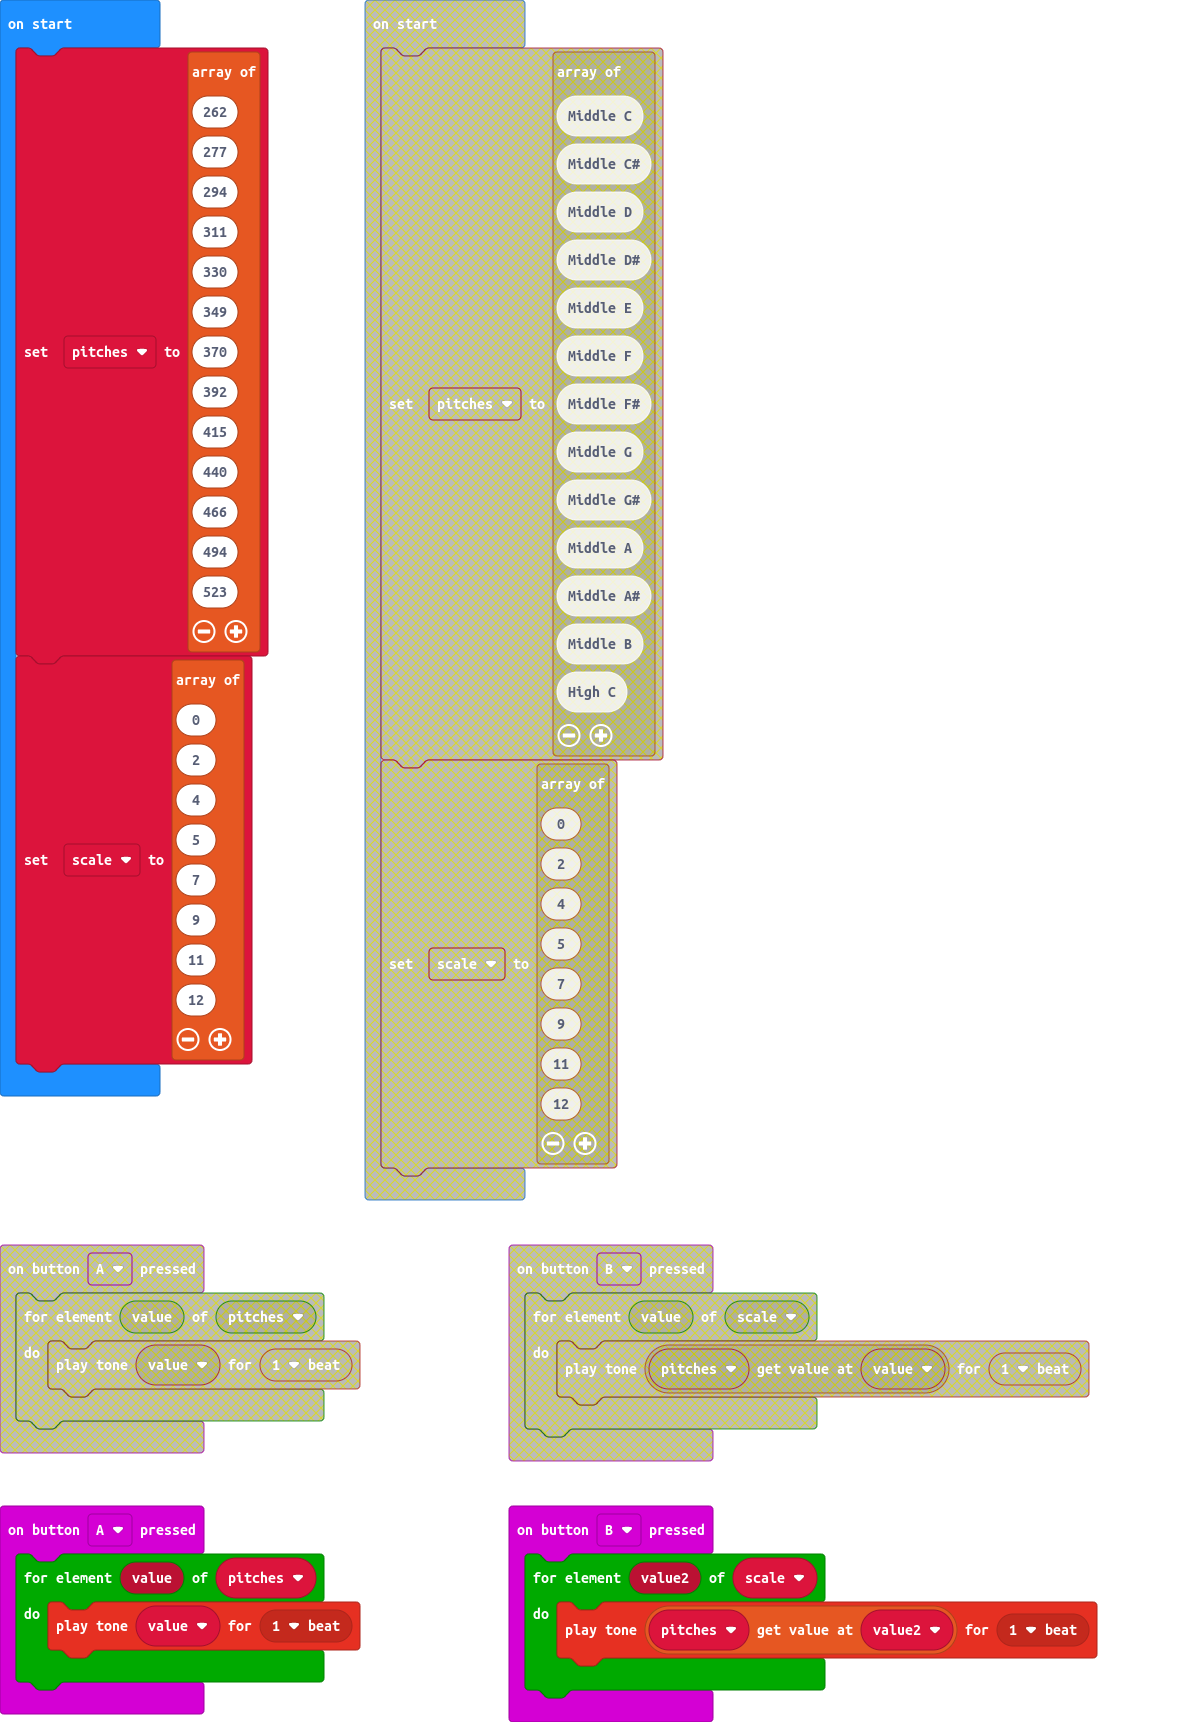 on start
array of
262
277
294
311
330
349
set pitches to 370
392
415
440
466
494
523
array of
0
2
4
5
set scale to 7
9
11
12
on start
array of
Middle C
Middle C#
Middle D
Middle D#
Middle E
Middle F
set pitches to Middle F#
Middle G
Middle G#
Middle A
Middle A#
Middle B
High C
array of
0
2
4
5
set scale to 7
9
11
12
on button A pressed
for element value of pitches
do
play tone value for 1 beat
on button B pressed
for element value of scale
do
play tone pitches get value at value for 1 beat
on button A pressed
for element value of pitches
do
play tone value for 1 beat
on button B pressed
for element value2 of scale
do
play tone pitches get value at value2 for 1 beat